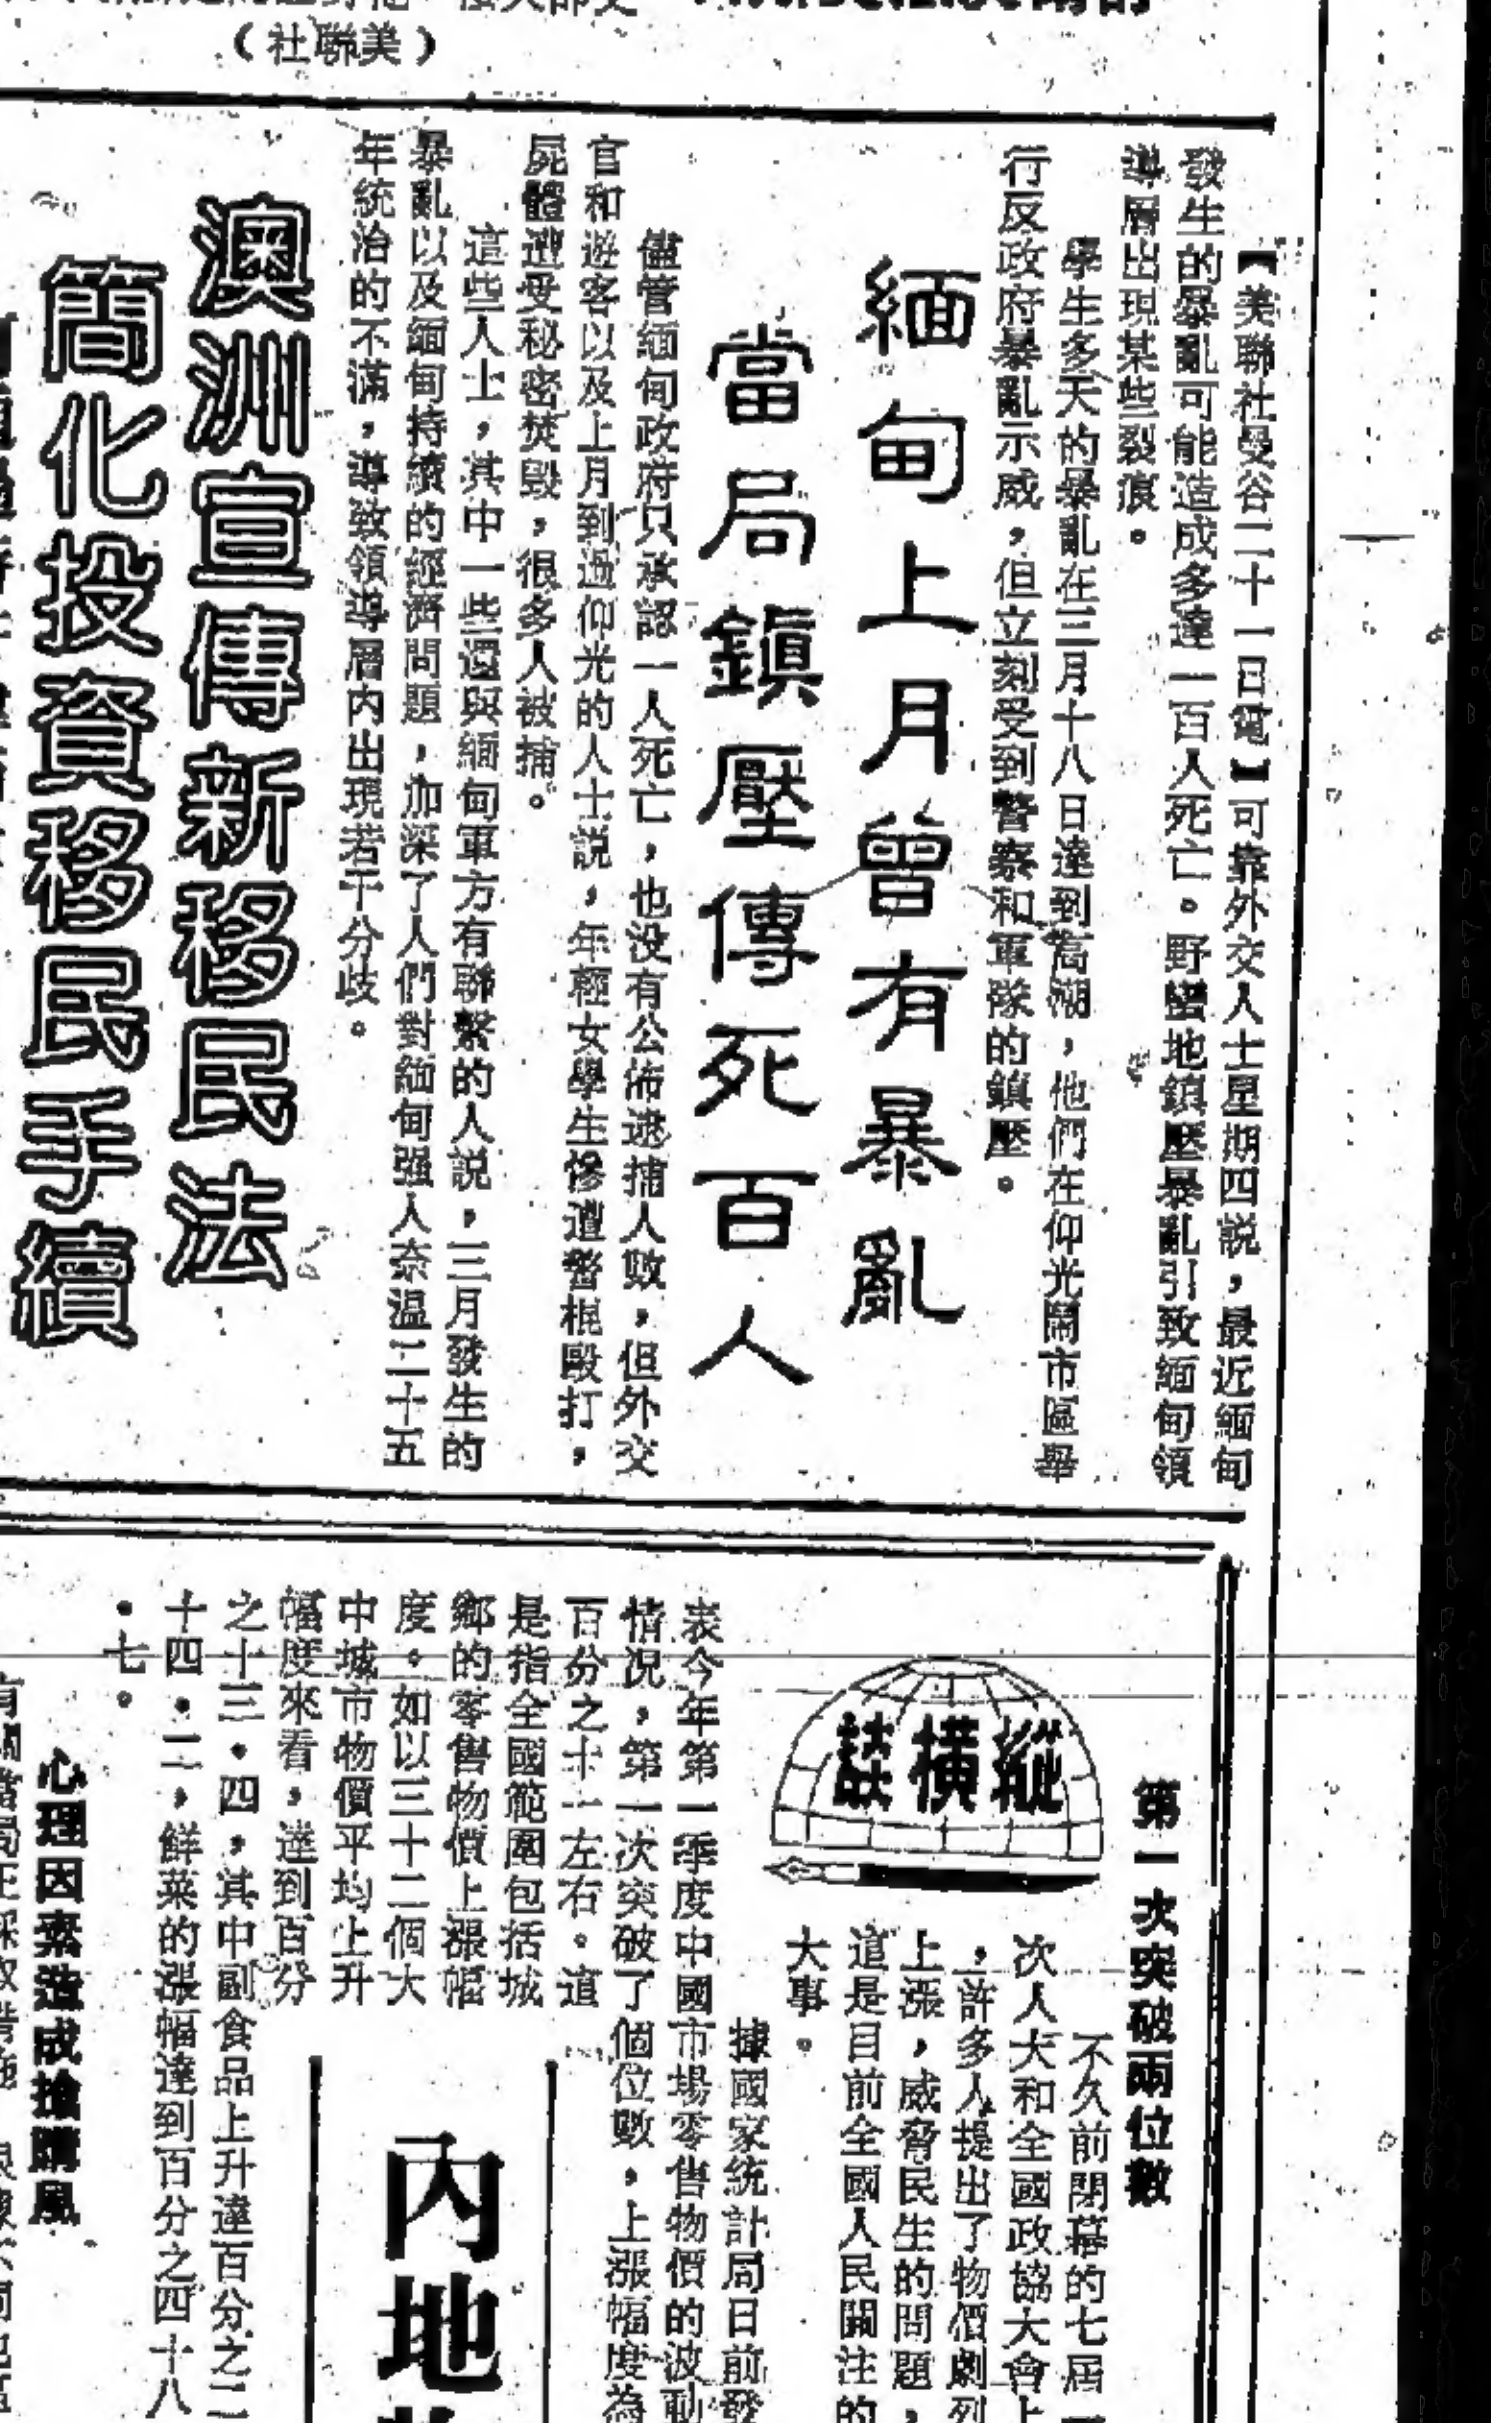 （美聯社）
緬甸上月曾有暴亂
當局鎮壓傳死百人
【美聯社曼谷二十一日電】可靠外交人士星期四說，最近緬甸
發生的暴亂可能造成多達一百人死亡。野蠻地鎮壓暴亂引致緬甸領
導層出現某些裂痕。
學生多天的暴亂在三月十八日達到高潮，他們在仰光鬧市區舉
行反政府暴亂示威，但立刻受到警察和軍隊的鎮壓。
儘管緬甸政府只承認一人死亡，也没有公佈逮捕人數，但外交
官和遊客以及上月到過仰光的人士說，年輕女學生慘遭警棍毆打，
屍體遭受秘密焚毀，很多人被捕。
這些人士，其中一些還與緬甸軍方有聯繫的人說，三月發生的
暴亂以及緬甸持續的經濟問題，加深了人們對緬甸强人奈温二十五
年統治的不滿，導致領導層内出現若干分歧。
澳洲宣傳新移民法
簡化投資移民手續
縱橫談
第一次突破兩位數
不久前閉幕的七屆一
次人大和全國政協大會上
，許多人提出了物價劇烈
上漲，威脅民生的問題，
這是目前全國人民關注的
大事。
據國家統計局日前發
表今年第一季度中國市場零售物價的波動
情况，第一次突破了個位數，上漲幅度為
百份之十一左右。這
是指全國範圍包括城
鄉的零售物價上漲幅
度。如以三十二個大
中城市物價平均上升
幅度來看，達到百分
之十三・四，其中副食品上升達百分之二
十四・二，鮮菜的漲幅達到百分之四十八
・七。
心理因素造成搶購風
内地